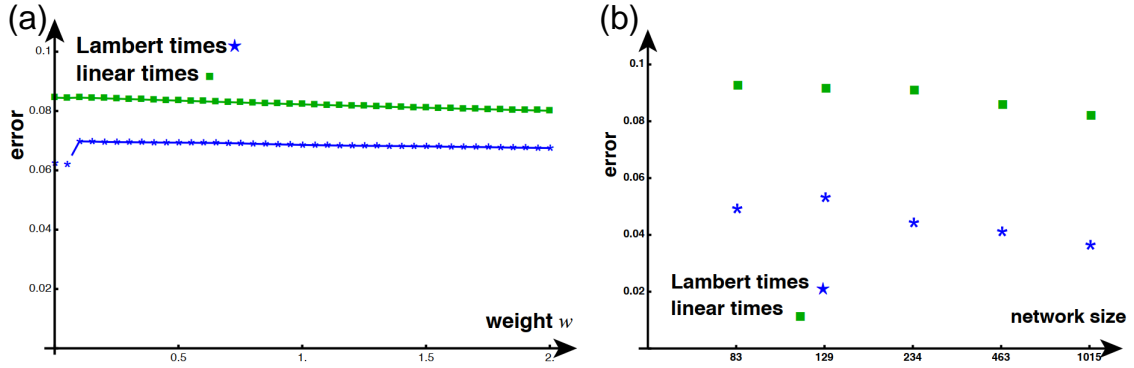 (a)
0.1
Lambert times
linear times
0.08
error
0.06
0.04
0.02
weight w
0.5
1.
1.5
2.
(b)
0.1
0.08
error
0.06
0.04
Lambert times
0.02
linear times
network size
83
129
234
463
1015